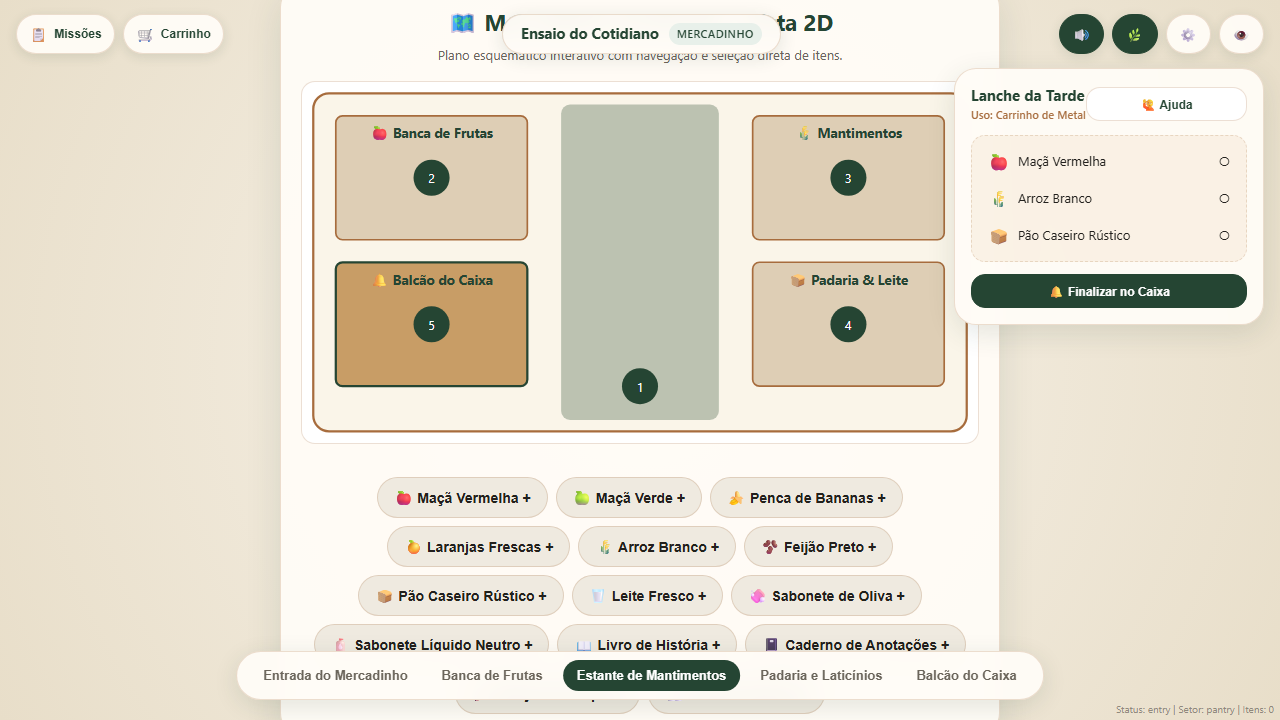 Missões
Carrinho
Ensaio do Cotidiano
MERCADINHO
ta 2D
Plano esquemático interativo com navegação e seleção direta de itens.
Lanche da Tarde
Uso: Carrinho de Metal
Ajuda
Maçã Vermelha
Arroz Branco
Pão Caseiro Rústico
Finalizar no Caixa
Banca de Frutas
2
Mantimentos
3
Balcão do Caixa
5
Padaria & Leite
4
1
Maçã Vermelha +
Maçã Verde +
Penca de Bananas +
Laranjas Frescas +
Arroz Branco +
Feijão Preto +
Pão Caseiro Rústico +
Leite Fresco +
Sabonete de Oliva +
Sabonete Líquido Neutro +
Livro de História +
Caderno de Anotações +
Entrada do Mercadinho
Banca de Frutas
Estante de Mantimentos
Padaria e Laticínios
Balcão do Caixa
Status: entry | Setor: pantry | Itens: 0